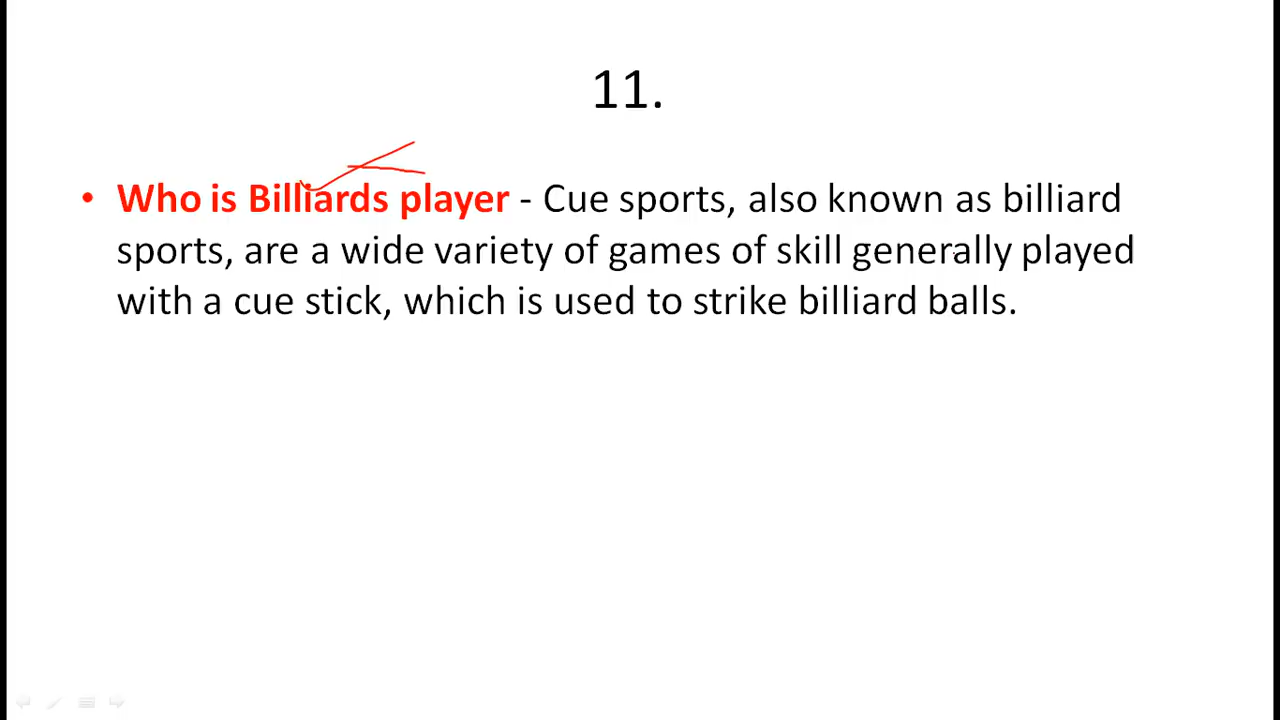 11.
• Who is Billiards player - Cue sports, also known as billiard
sports, are a wide variety of games of skill generally played
with a cue stick, which is used to strike billiard balls.